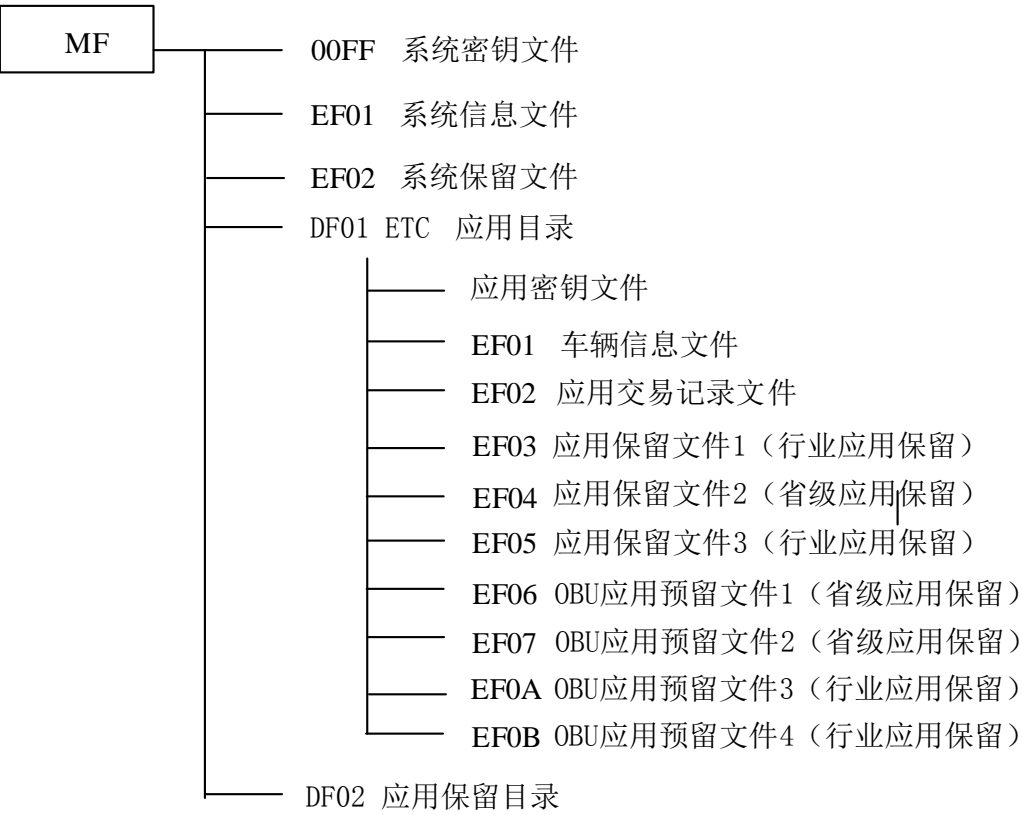 MF
00FF 系统密钥文件
EF01 系统信息文件
EF02 系统保留文件
DF01 ETC 应用目录
应用密钥文件
EF01 车辆信息文件
EF02 应用交易记录文件
EF03 应用保留文件1（行业应用保留）
EF04 应用保留文件2（省级应用保留）
EF05 应用保留文件3（行业应用保留）
EF06 OBU应用预留文件1（省级应用保留）
EF07 OBU应用预留文件2（省级应用保留）
EF0A OBU应用预留文件3（行业应用保留）
EF0B OBU应用预留文件4（行业应用保留）
DF02 应用保留目录